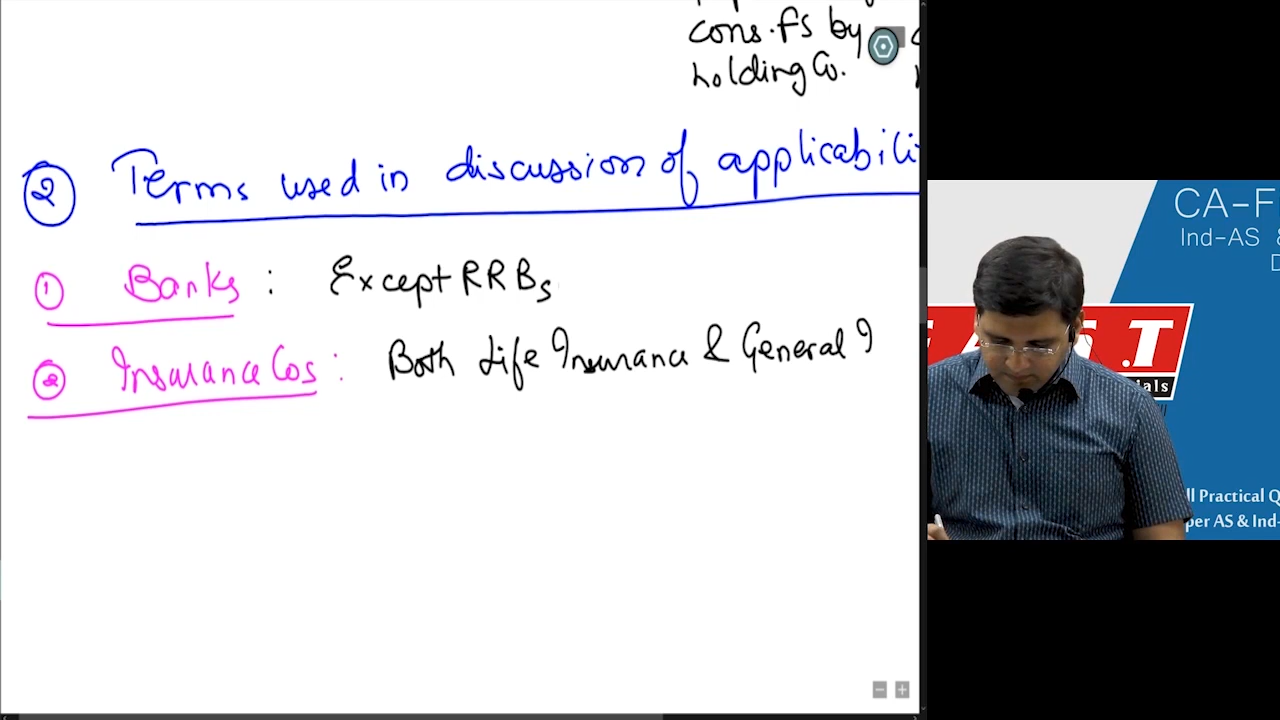 cons. FS by
holding Co.
② Terms used in discussion of applicabili
① Banks : Except RRBs
② Insurance Cos : Both Life Insurance & General I
CA-F
Ind-AS &
D
S.T
ials
ll Practical Q
per AS & Ind-